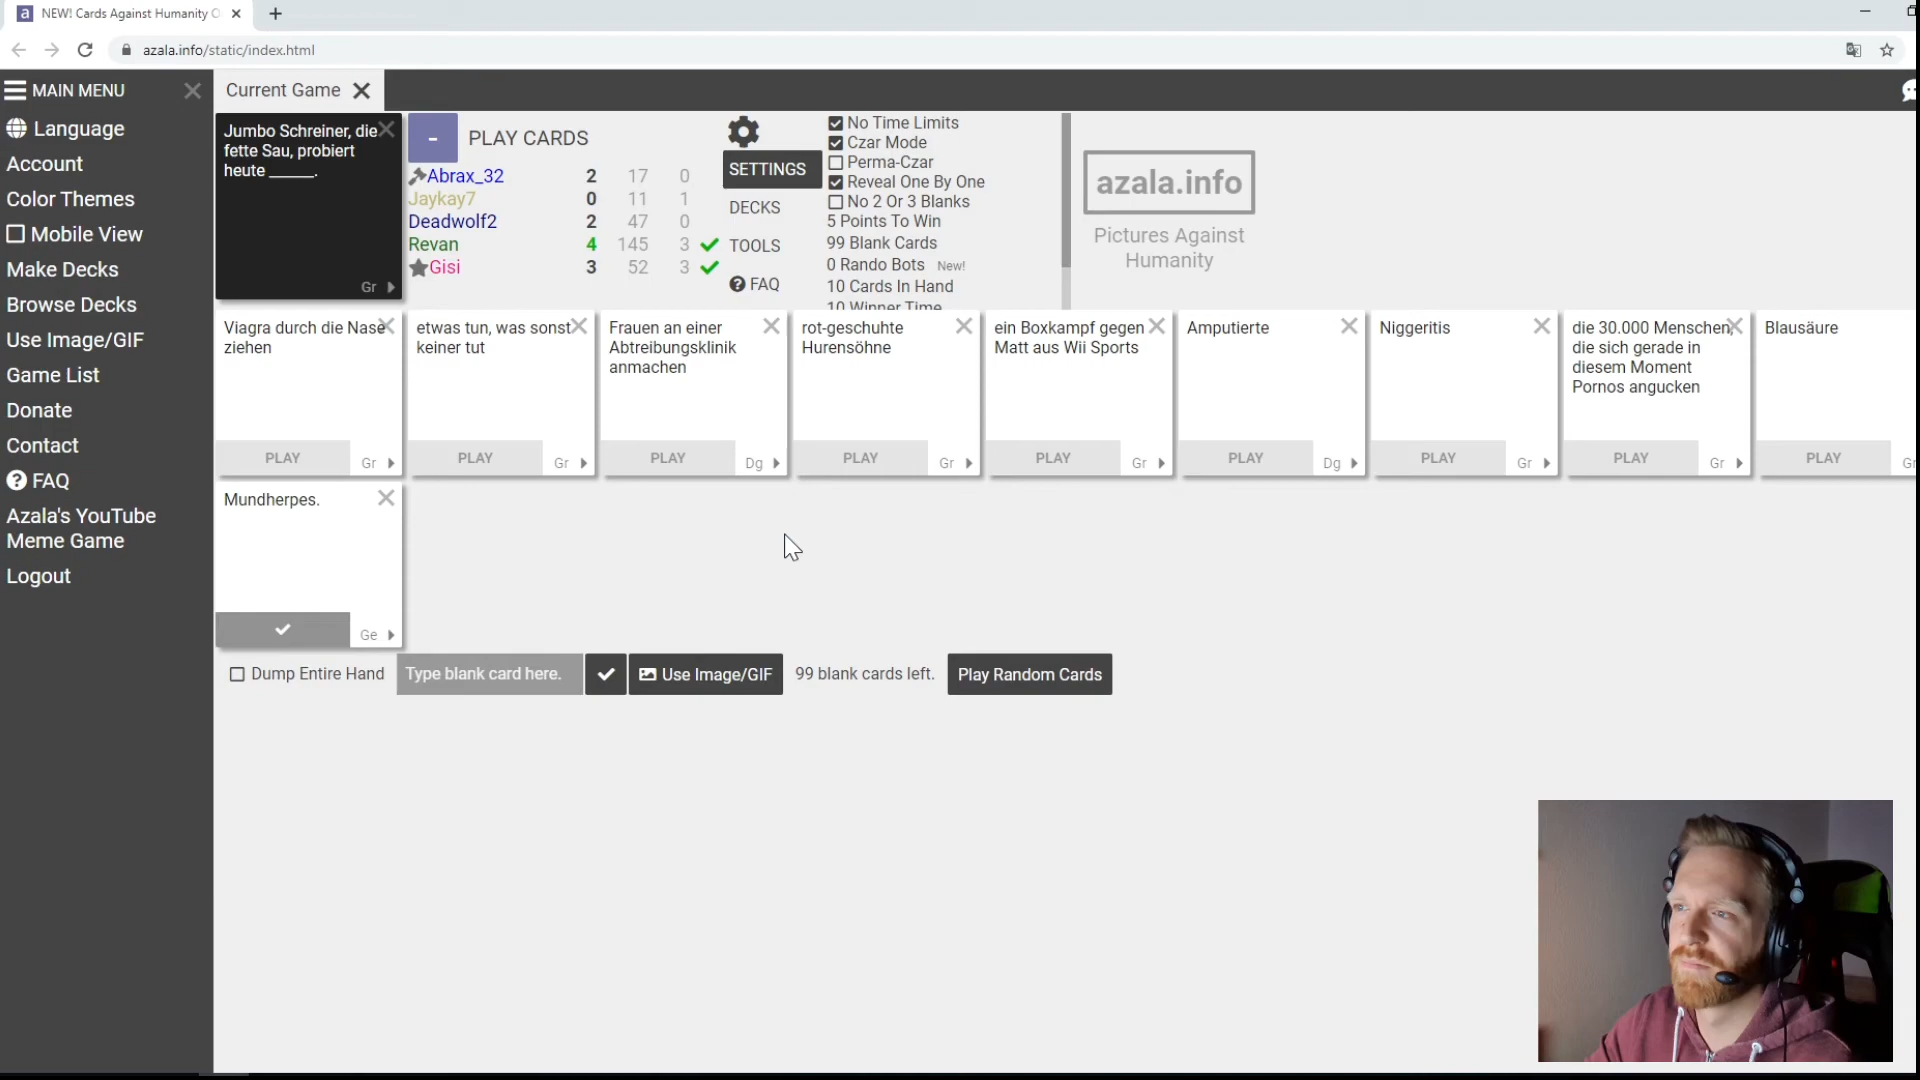 NEW! Cards Against Humanity O
azala.info/static/index.html
MAIN MENU
Language
Account
Color Themes
Mobile View
Make Decks
Browse Decks
Use Image/GIF
Game List
Donate
Contact
FAQ
Azala's YouTube
Meme Game
Logout
Current Game
Jumbo Schreiner, die
fette Sau, probiert
heute ______.
Gr
- PLAY CARDS
Abrax_32 2 17 0
Jaykay7 0 11 1
Deadwolf2 2 47 0
Revan 4 145 3
Gisi 3 52 3
SETTINGS
DECKS
TOOLS
FAQ
No Time Limits
Czar Mode
Perma-Czar
Reveal One By One
No 2 Or 3 Blanks
5 Points To Win
99 Blank Cards
0 Rando Bots New!
10 Cards In Hand
10 Winner Time
azala.info
Pictures Against
Humanity
Viagra durch die Nase
ziehen
PLAY Gr
etwas tun, was sonst
keiner tut
PLAY Gr
Frauen an einer
Abtreibungsklinik
anmachen
PLAY Dg
rot-geschuhte
Hurensöhne
PLAY Gr
ein Boxkampf gegen
Matt aus Wii Sports
PLAY Gr
Amputierte
PLAY Dg
Niggeritis
PLAY Gr
die 30.000 Menschen,
die sich gerade in
diesem Moment
Pornos angucken
PLAY Gr
Blausäure
PLAY Gr
Mundherpes.
Ge
Dump Entire Hand
Type blank card here.
Use Image/GIF
99 blank cards left.
Play Random Cards